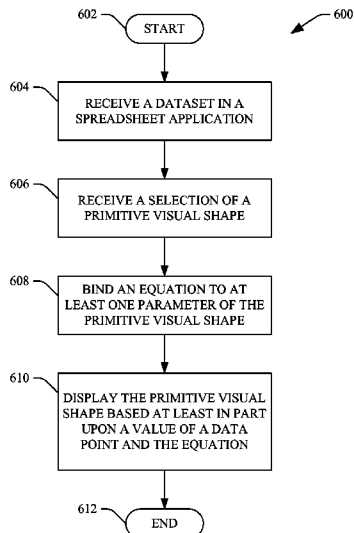 602
START
600
604
RECEIVE A DATASET IN A
SPREADSHEET APPLICATION
606
RECEIVE A SELECTION OF A
PRIMITIVE VISUAL SHAPE
608
BIND AN EQUATION TO AT
LEAST ONE PARAMETER OF THE
PRIMITIVE VISUAL SHAPE
610
DISPLAY THE PRIMITIVE VISUAL
SHAPE BASED AT LEAST IN PART
UPON A VALUE OF A DATA
POINT AND THE EQUATION
612
END